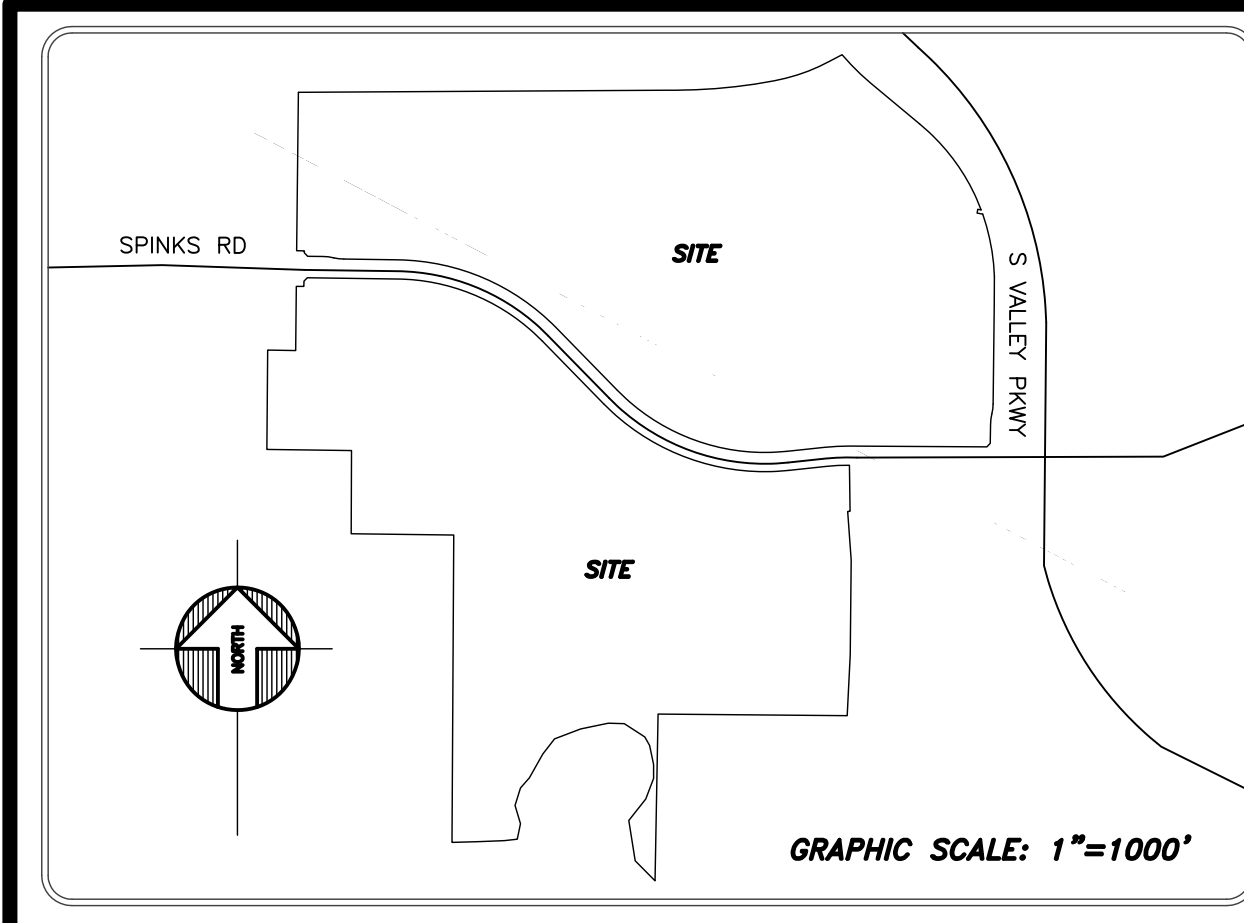 SPINKS RD
SITE
S VALLEY PKWY
SITE
NORTH
GRAPHIC SCALE: 1"=1000'